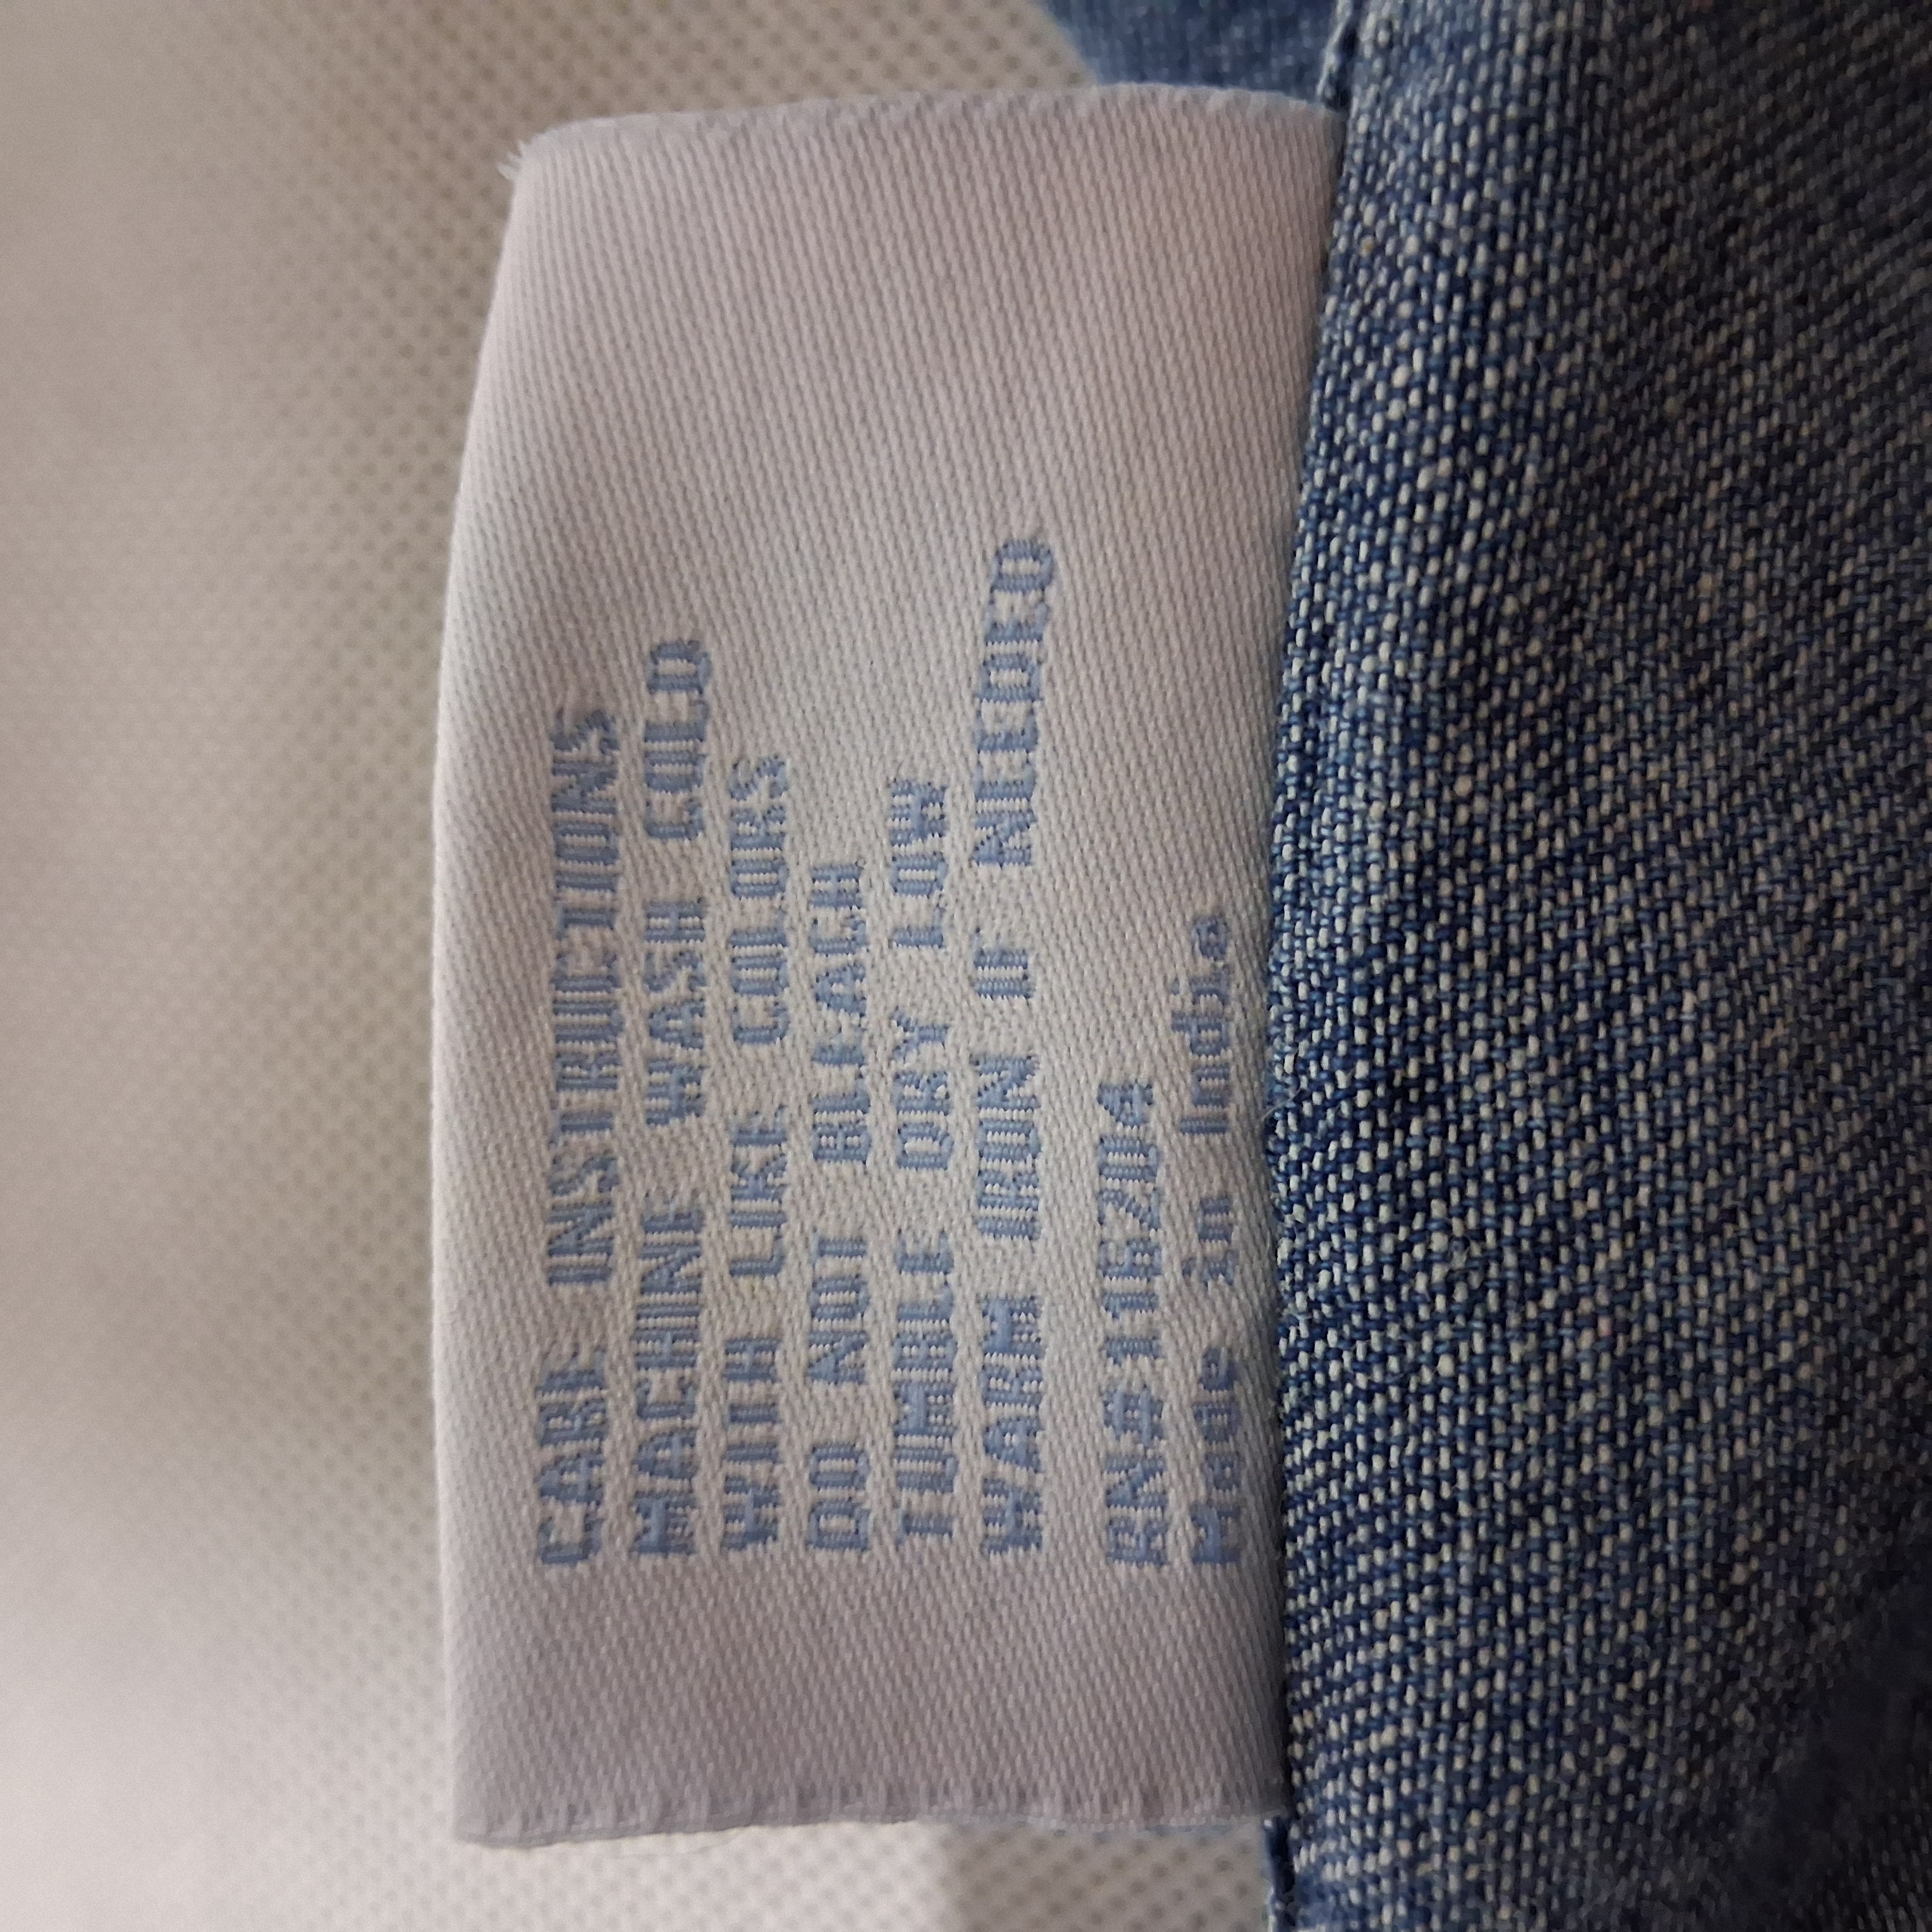 CARE INSTRUCTIONS
MACHINE WASH COLD
WITH LIKE COLORS
DO NOT BLEACH
TUMBLE DRY LOW
WARM IRON IF NEEDED
RN#116204
Made in India